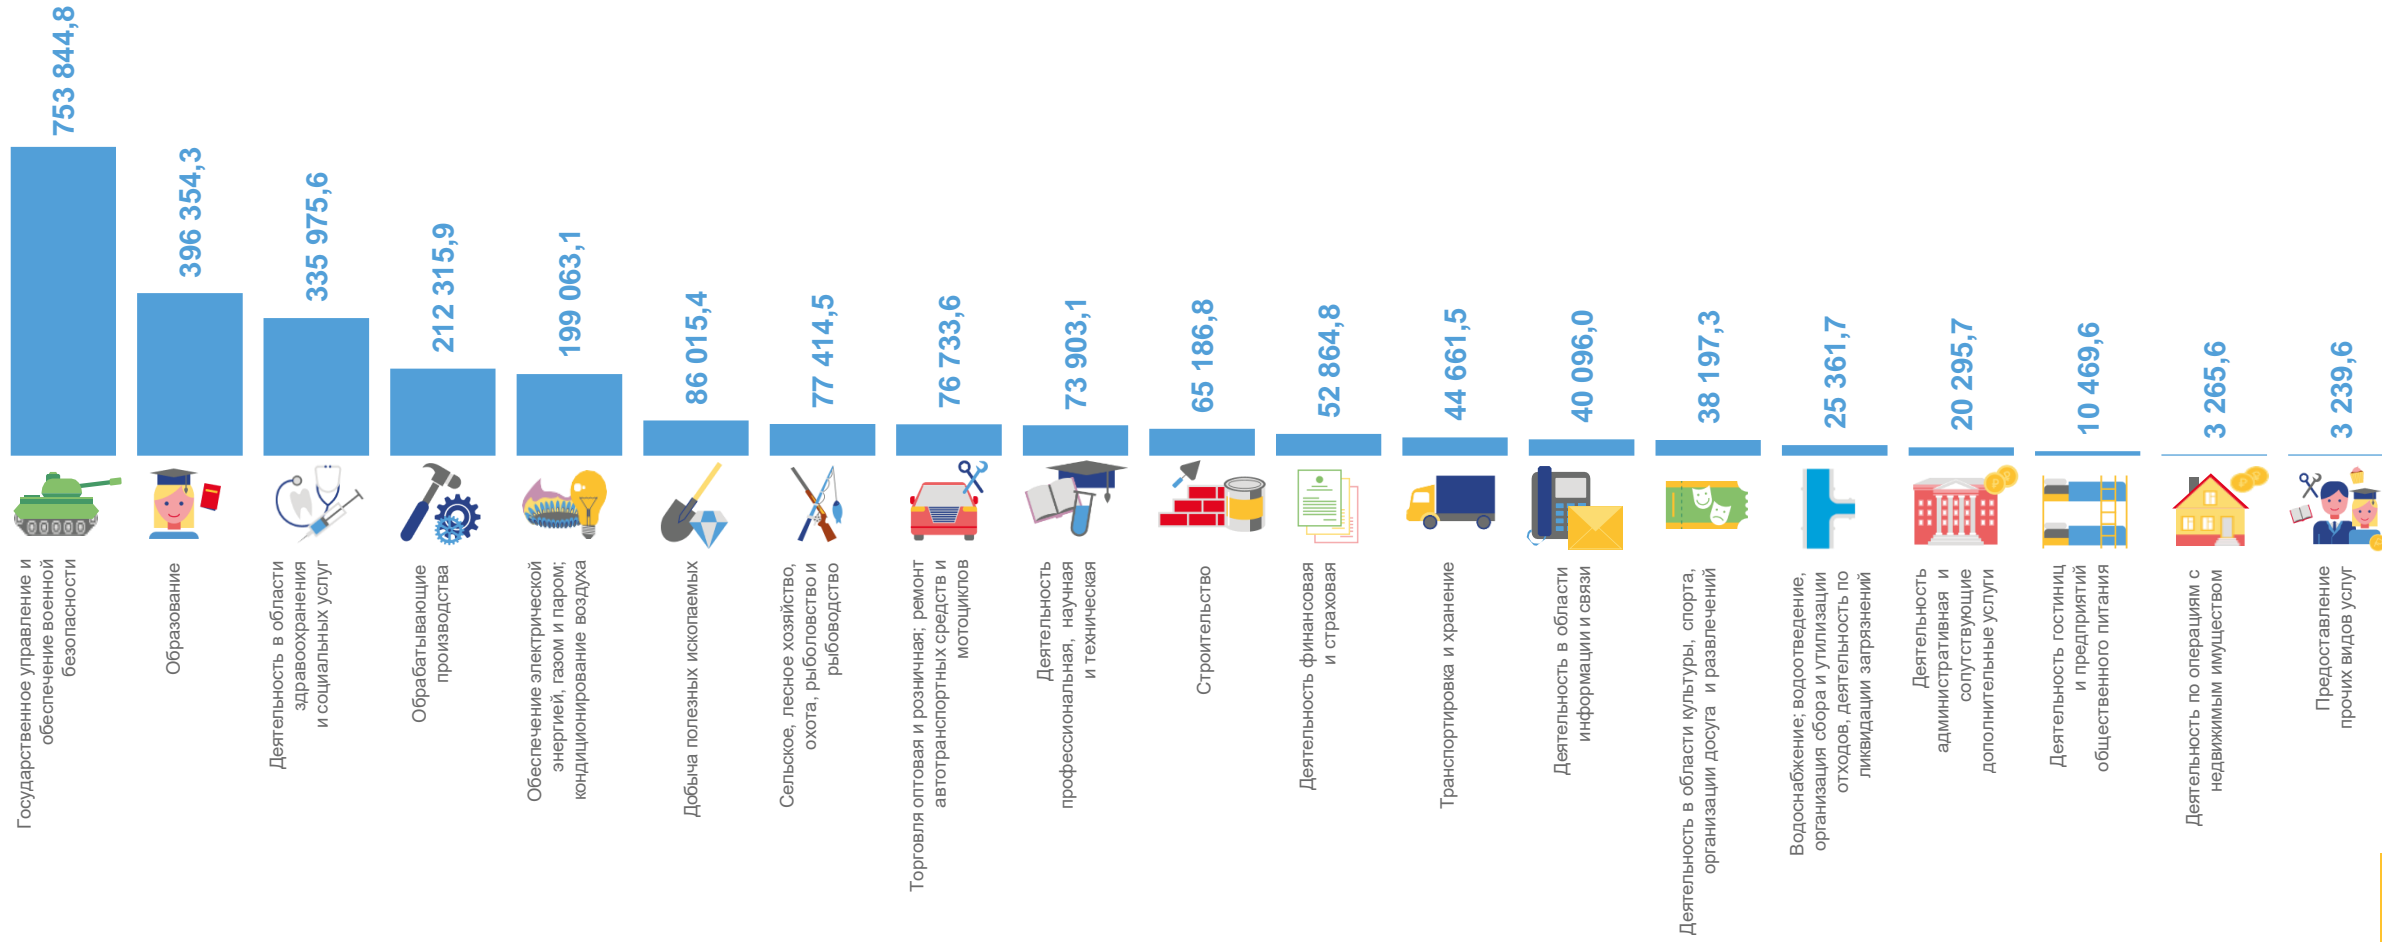 753 844,8
396 354,3
335 975,6
212 315,9
199 063,1
86 015,4
77 414,5
76 733,6
73 903,1
65 186,8
52 864,8
44 661,5
40 096,0
38 197,3
25 361,7
20 295,7
10 469,6
3 265,6
3 239,6
Государственное управление и
обеспечение военной
безопасности
Образование
Деятельность в области
здравоохранения
и социальных услуг
Обрабатывающие
производства
Обеспечение электрической
энергией, газом и паром;
кондиционирование воздуха
Добыча полезных ископаемых
Сельское, лесное хозяйство,
охота, рыболовство и
рыбоводство
Торговля оптовая и розничная; ремонт
автотранспортных средств и
мотоциклов
Деятельность
профессиональная, научная
и техническая
Строительство
Деятельность финансовая
и страховая
Транспортировка и хранение
Деятельность в области
информации и связи
Деятельность в области культуры, спорта,
организации досуга и развлечений
Водоснабжение; водоотведение,
организация сбора и утилизации
отходов, деятельность по
ликвидации загрязнений
Деятельность
административная и
сопутствующие
дополнительные услуги
Деятельность гостиниц
и предприятий
общественного питания
Деятельность по операциям с
недвижимым имуществом
Предоставление
прочих видов услуг